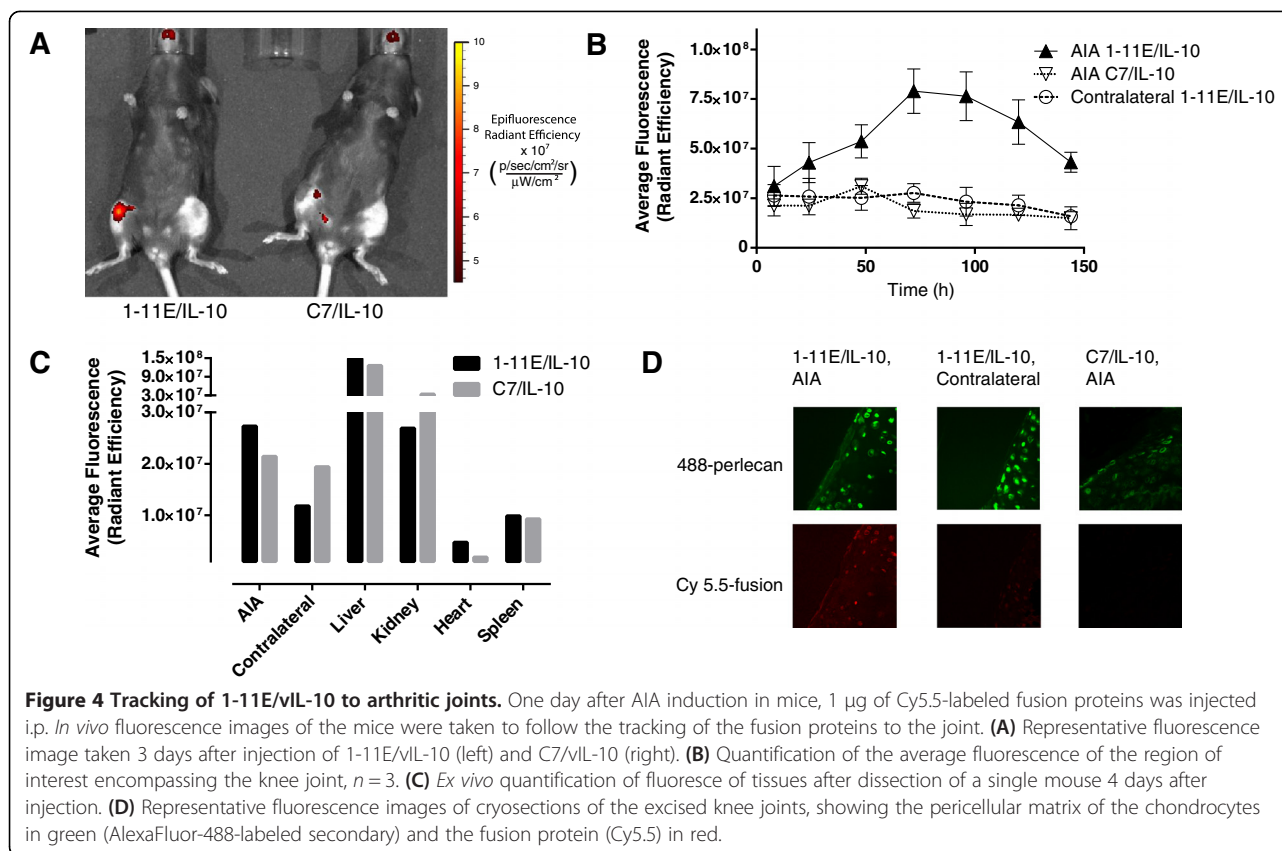 A
10
9
8
7
6
5
Epifluorescence
Radiant Efficiency
x 10⁷
(p/sec/cm²/sr
µW/cm²)
1-11E/IL-10
C7/IL-10
B
Average Fluorescence
(Radiant Efficiency)
1.0×10⁸
7.5×10⁷
5.0×10⁷
2.5×10⁷
0
0
50
100
150
Time (h)
AIA 1-11E/IL-10
AIA C7/IL-10
Contralateral 1-11E/IL-10
C
Average Fluorescence
(Radiant Efficiency)
1.5×10⁸
9.0×10⁷
3.0×10⁷
3.0×10⁷
2.0×10⁷
1.0×10⁷
1-11E/IL-10
C7/IL-10
AIA
Contralateral
Liver
Kidney
Heart
Spleen
D
1-11E/IL-10,
AIA
1-11E/IL-10,
Contralateral
C7/IL-10,
AIA
488-perlecan
Cy 5.5-fusion
Figure 4 Tracking of 1-11E/vIL-10 to arthritic joints. One day after AIA induction in mice, 1 µg of Cy5.5-labeled fusion proteins was injected
i.p. In vivo fluorescence images of the mice were taken to follow the tracking of the fusion proteins to the joint. (A) Representative fluorescence
image taken 3 days after injection of 1-11E/vIL-10 (left) and C7/vIL-10 (right). (B) Quantification of the average fluorescence of the region of
interest encompassing the knee joint, n = 3. (C) Ex vivo quantification of fluoresce of tissues after dissection of a single mouse 4 days after
injection. (D) Representative fluorescence images of cryosections of the excised knee joints, showing the pericellular matrix of the chondrocytes
in green (AlexaFluor-488-labeled secondary) and the fusion protein (Cy5.5) in red.